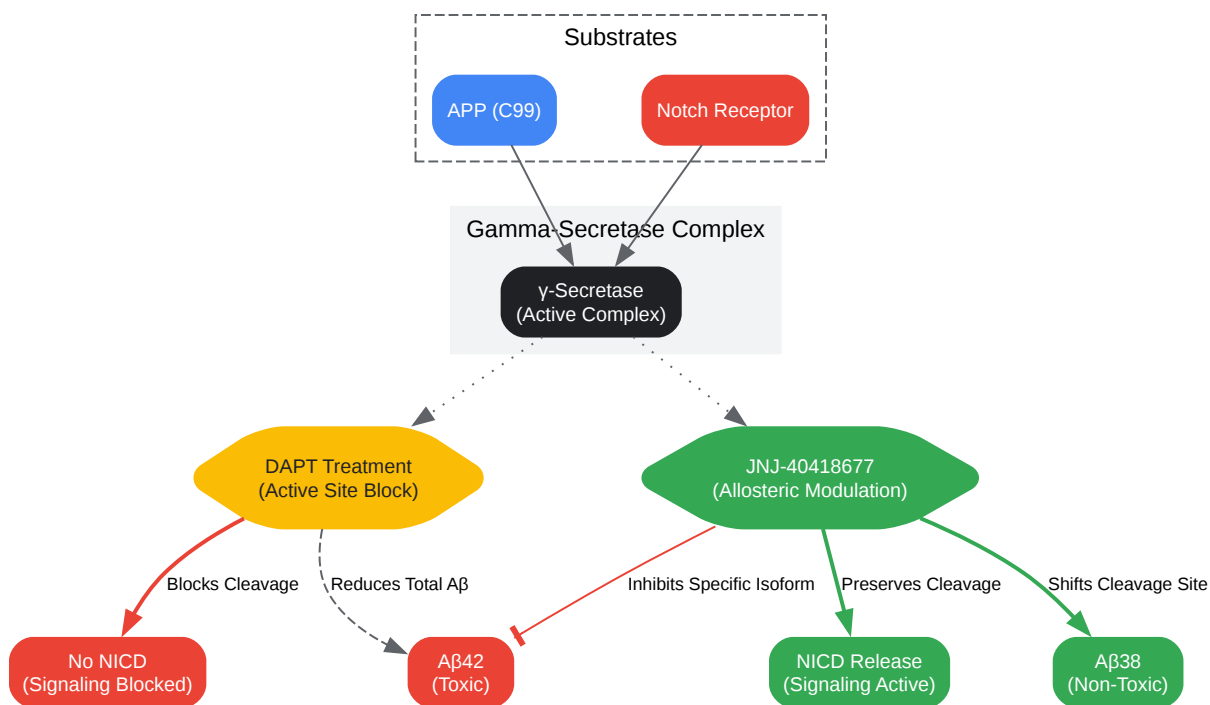 Substrates
APP (C99)
Notch Receptor
Gamma-Secretase Complex
γ-Secretase
(Active Complex)
DAPT Treatment
(Active Site Block)
JNJ-40418677
(Allosteric Modulation)
Blocks Cleavage
Reduces Total Aβ
Inhibits Specific Isoform
Preserves Cleavage
Shifts Cleavage Site
No NICD
(Signaling Blocked)
Aβ42
(Toxic)
NICD Release
(Signaling Active)
Aβ38
(Non-Toxic)